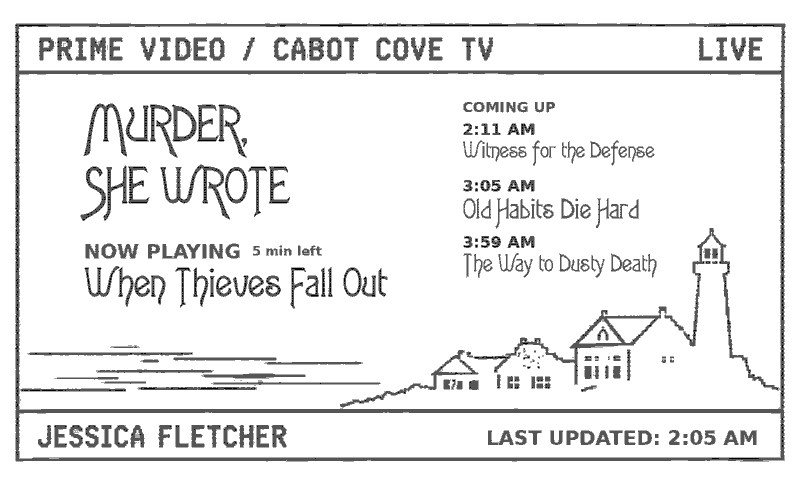 PRIME VIDEO / CABOT COVE TV
LIVE
MURDER,
SHE WROTE
NOW PLAYING 5 min left
When Thieves Fall Out
COMING UP
2:11 AM
Witness for the Defense
3:05 AM
Old Habits Die Hard
3:59 AM
The Way to Dusty Death
JESSICA FLETCHER
LAST UPDATED: 2:05 AM